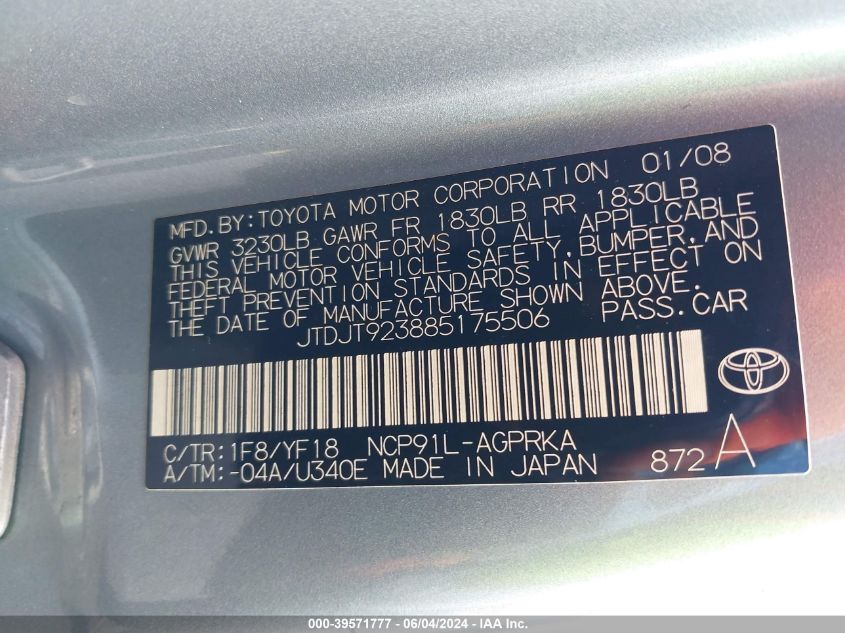 MFD. BY: TOYOTA MOTOR CORPORATION 01/08
GVWR 3230LB GAWR FR 1830LB RR 1830LB
THIS VEHICLE CONFORMS TO ALL APPLICABLE
FEDERAL MOTOR VEHICLE SAFETY, BUMPER, AND
THEFT PREVENTION STANDARDS IN EFFECT ON
THE DATE OF MANUFACTURE SHOWN ABOVE.
JTDJT923885175506 PASS. CAR
C/TR: 1F8/YF18 NCP91L-AGPRKA
A/TM: -04A/U340E MADE IN JAPAN 872 A
000-39571777 - 06/04/2024 - IAA Inc.